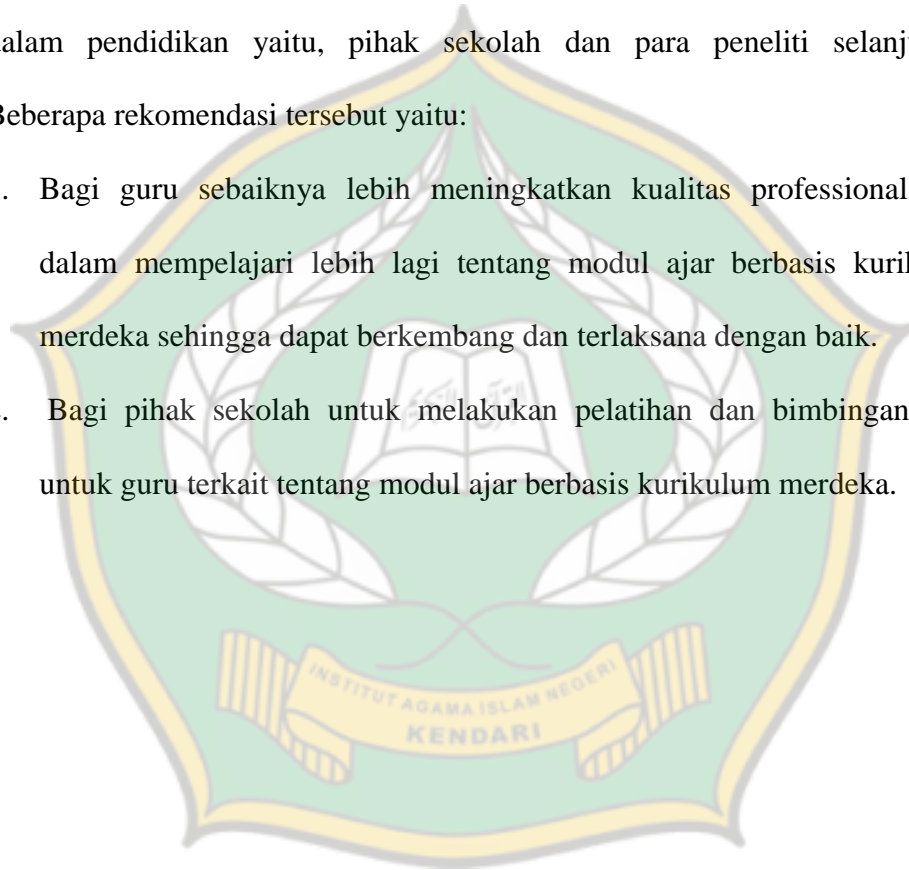 dalam pendidikan yaitu, pihak sekolah dan para peneliti selanj
Beberapa rekomendasi tersebut yaitu:
. Bagi guru sebaiknya lebih meningkatkan kualitas professional
dalam mempelajari lebih lagi tentang modul ajar berbasis kuri
merdeka sehingga dapat berkembang dan terlaksana dengan baik.
. Bagi pihak sekolah untuk melakukan pelatihan dan bimbingan
untuk guru terkait tentang modul ajar berbasis kurikulum merdeka.
INSTITUT AGAMA ISLAM NEGERI
KENDARI